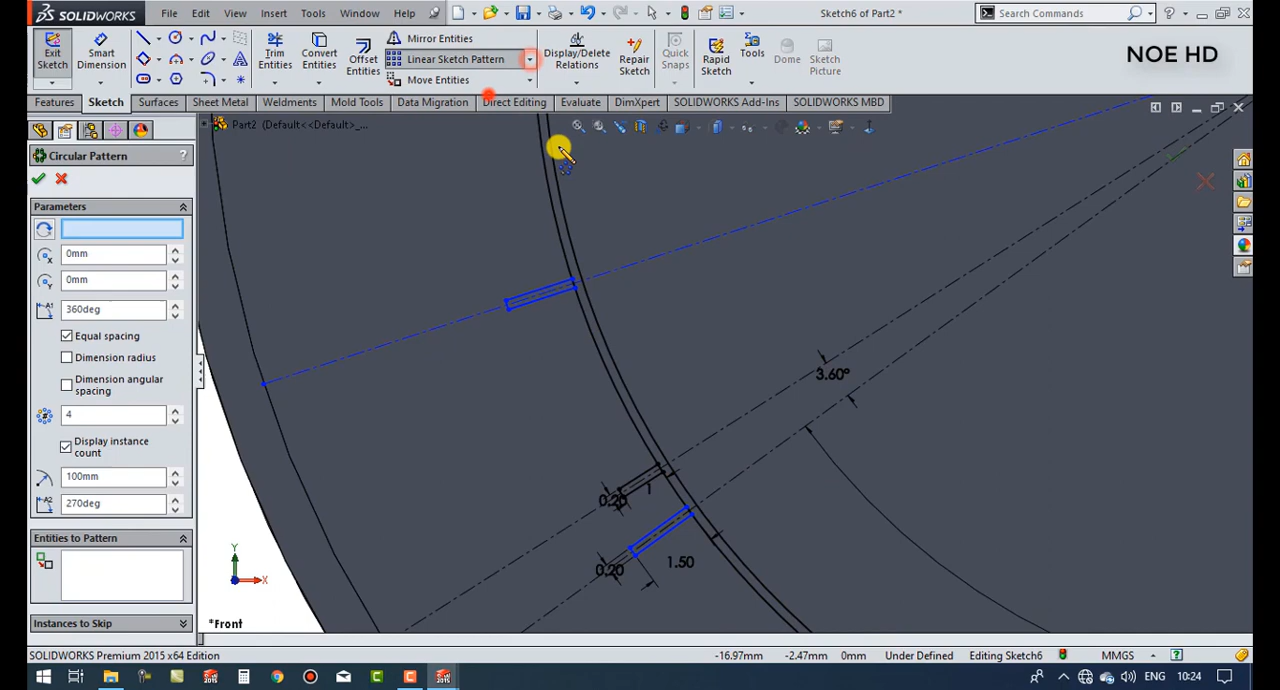 SOLIDWORKS File Edit View Insert Tools Window Help Sketch6 of Part2 * Search Commands
Exit Sketch
Smart Dimension
Trim Entities
Convert Entities
Offset Entities
Mirror Entities
Linear Sketch Pattern
Move Entities
Display/Delete Relations
Repair Sketch
Quick Snaps
Rapid Sketch
Tools
Dome
Sketch Picture
NOE HD
Features Sketch Surfaces Sheet Metal Weldments Mold Tools Data Migration Direct Editing Evaluate DimXpert SOLIDWORKS Add-Ins SOLIDWORKS MBD
Part2 (Default<<Default>_...
Circular Pattern ?
Parameters
0mm
0mm
360deg
Equal spacing
Dimension radius
Dimension angular spacing
4
Display instance count
100mm
270deg
Entities to Pattern
Instances to Skip
3.60°
0.20
1
0.20
1.50
Y
X
*Front
SOLIDWORKS Premium 2015 x64 Edition -16.97mm -2.47mm 0mm Under Defined Editing Sketch6 MMGS
ENG 10:24